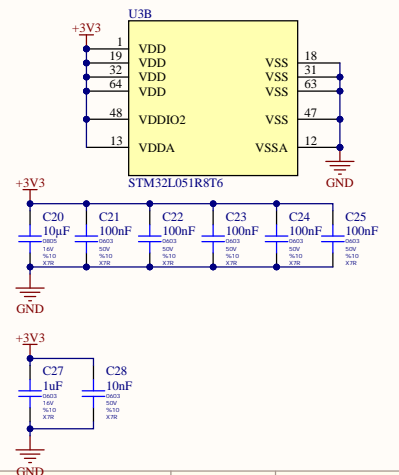 U3B
+3V3
1 VDD
19 VDD VSS 18
32 VDD VSS 31
64 VDD VSS 63
48 VDDIO2 VSS 47
13 VDDA VSSA 12
STM32L051R8T6
GND
+3V3
C20 C21 C22 C23 C24 C25
10µF 100nF 100nF 100nF 100nF 100nF
0805 0603 0603 0603 0603 0603
16V 50V 50V 50V 50V 50V
%10 %10 %10 %10 %10 %10
X7R X7R X7R X7R X7R X7R
GND
+3V3
C27 C28
1uF 10nF
0603 0603
16V 50V
%10 %10
X7R X7R
GND